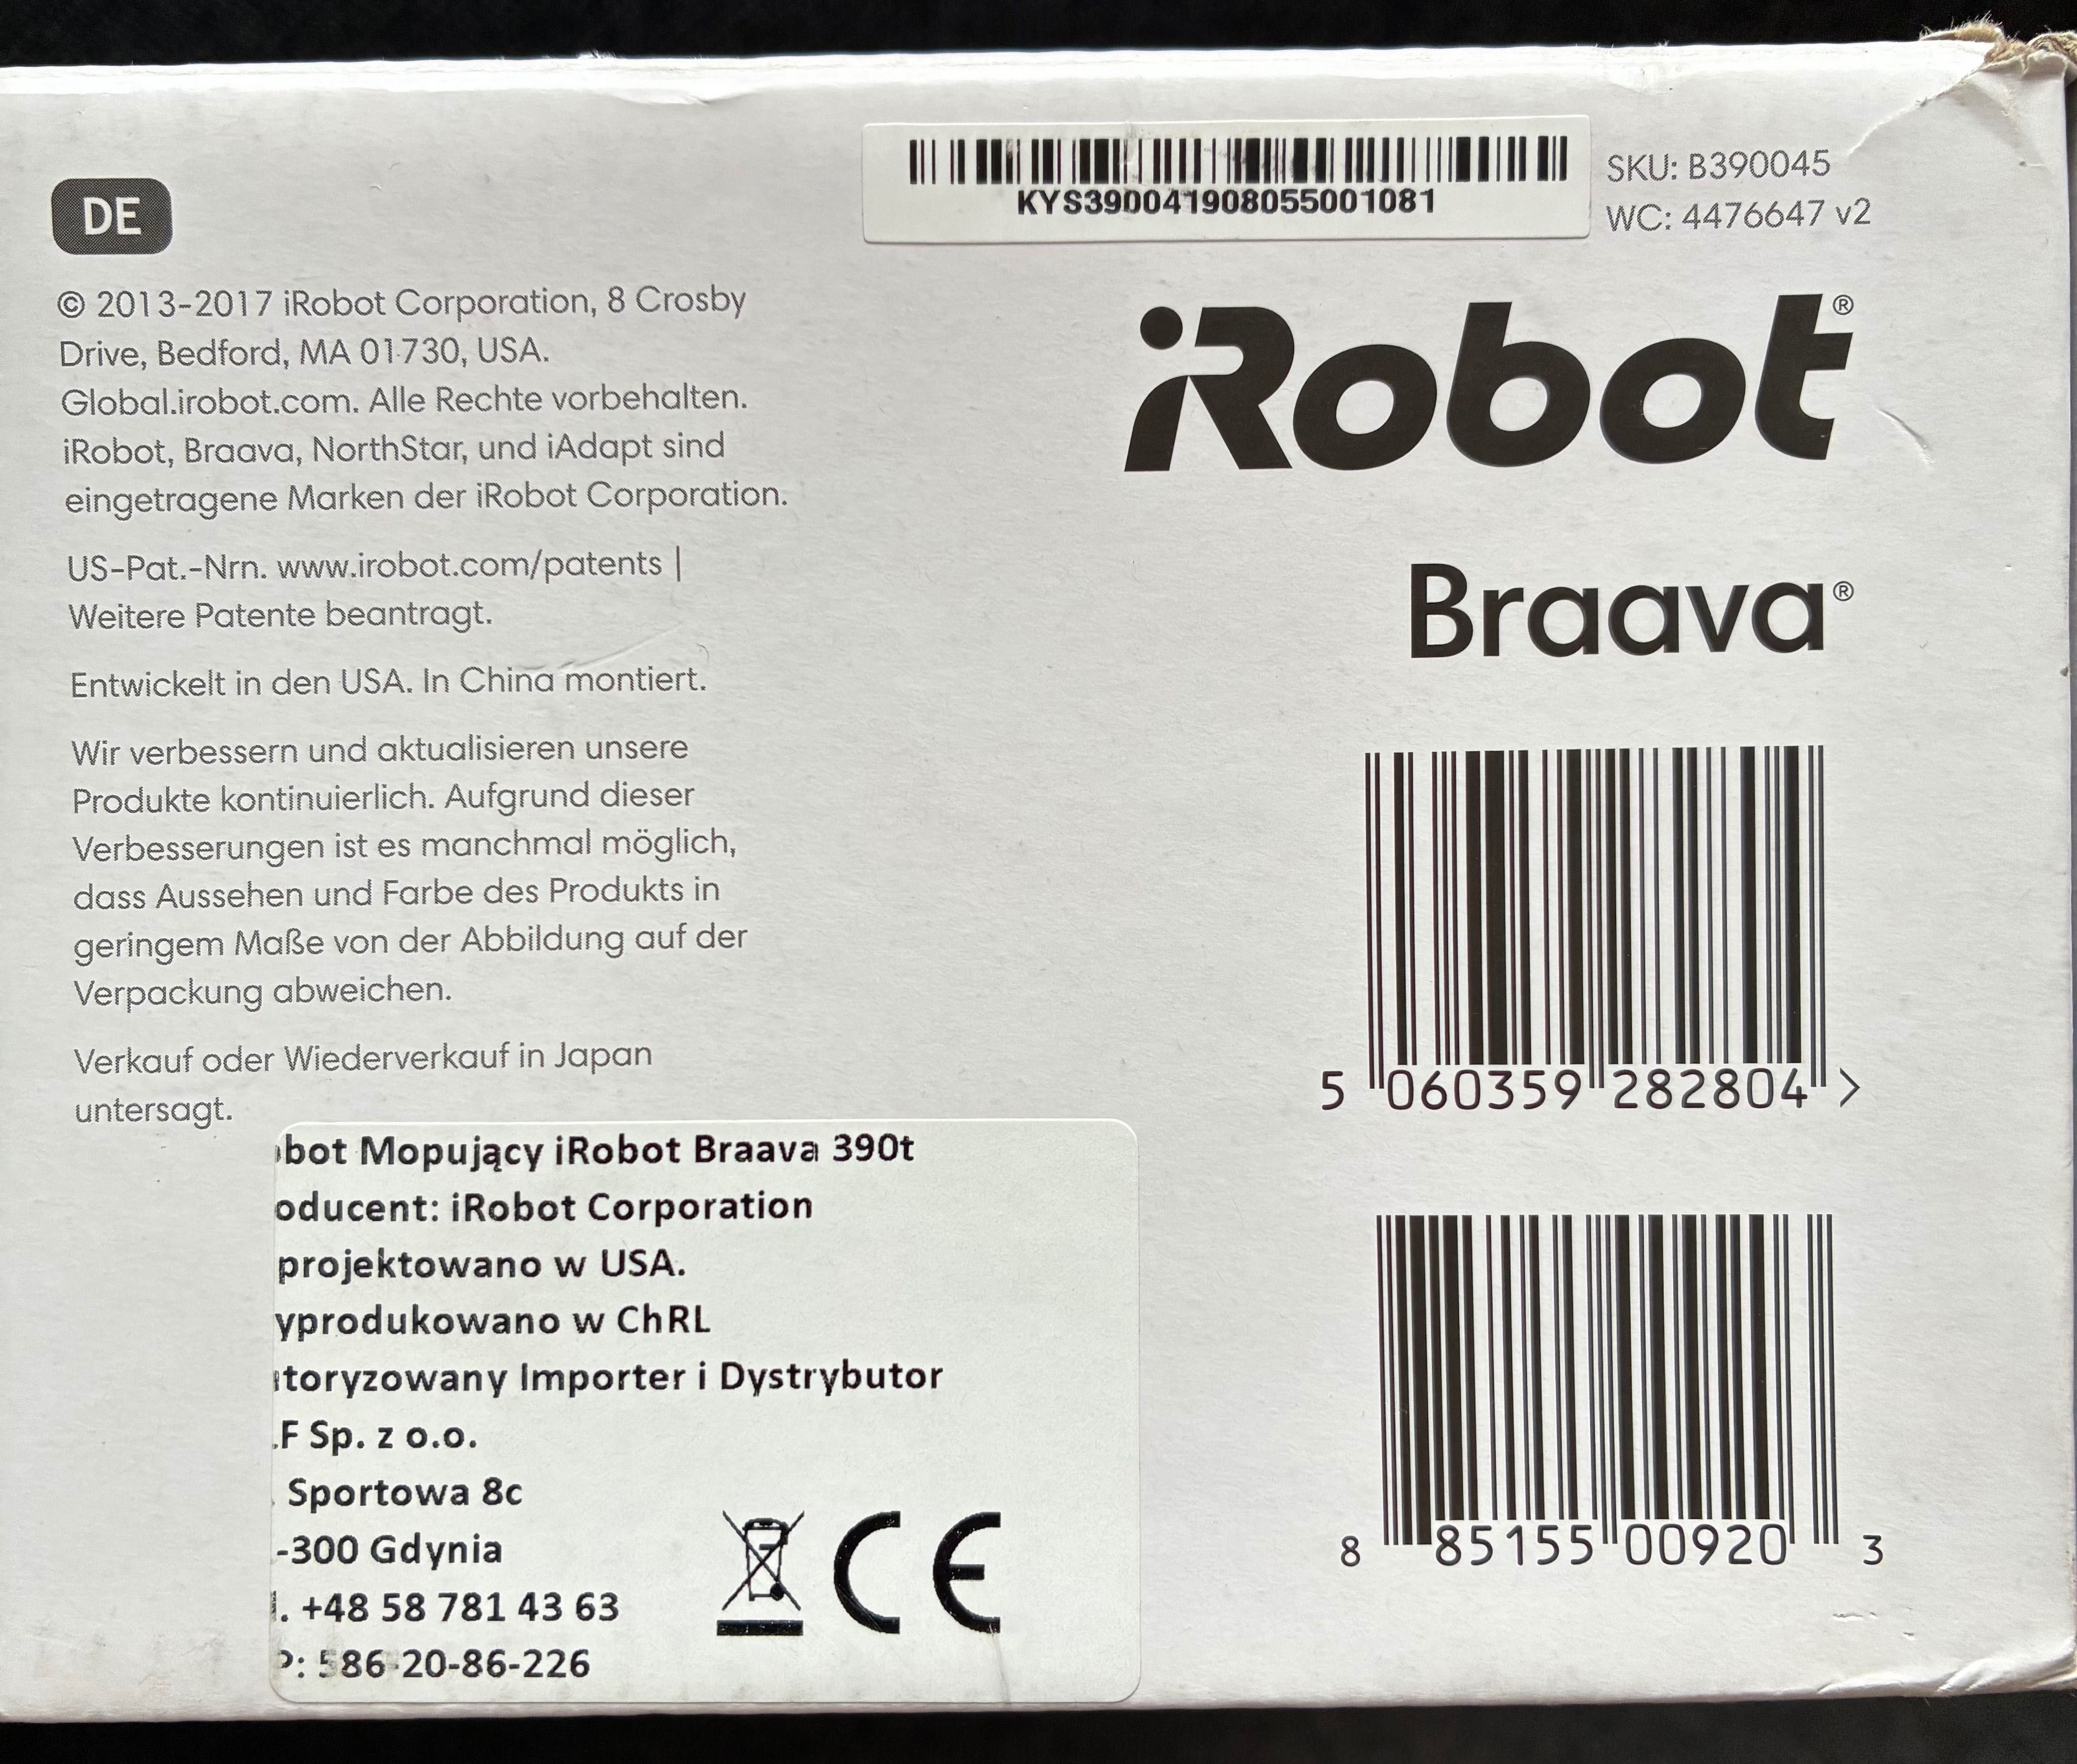 DE
© 2013-2017 iRobot Corporation, 8 Crosby
Drive, Bedford, MA 01730, USA.
Global.irobot.com. Alle Rechte vorbehalten.
iRobot, Braava, NorthStar, und iAdapt sind
eingetragene Marken der iRobot Corporation.
US-Pat.-Nrn. www.irobot.com/patents |
Weitere Patente beantragt.
Entwickelt in den USA. In China montiert.
Wir verbessern und aktualisieren unsere
Produkte kontinuierlich. Aufgrund dieser
Verbesserungen ist es manchmal möglich,
dass Aussehen und Farbe des Produkts in
geringem Maße von der Abbildung auf der
Verpackung abweichen.
Verkauf oder Wiederverkauf in Japan
untersagt.
KYS390041908055001081
SKU: B390045
WC: 4476647 v2
iRobot®
Braava®
5 060359 282804 >
8 85155 00920 3
bot Mopujący iRobot Braava 390t
oducent: iRobot Corporation
projektowano w USA.
yprodukowano w ChRL
toryzowany Importer i Dystrybutor
.F Sp. z o.o.
. Sportowa 8c
-300 Gdynia
l. +48 58 781 43 63
P: 586-20-86-226
CE